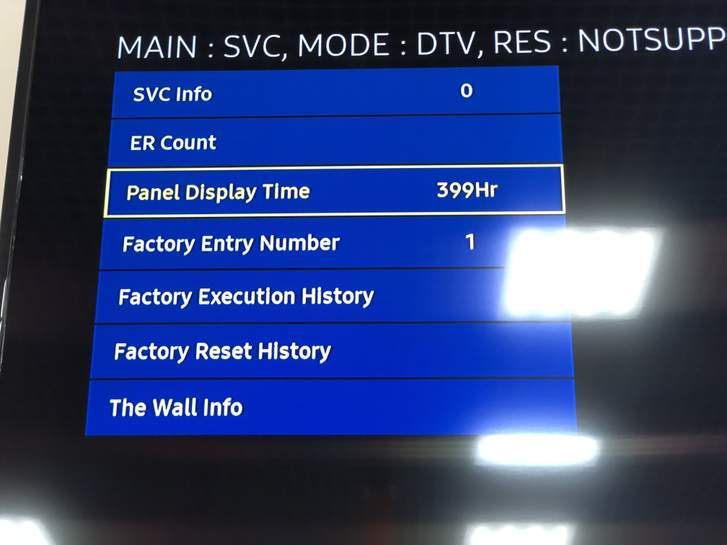 MAIN : SVC, MODE : DTV, RES : NOTSUPP
SVC Info 0
ER Count
Panel Display Time 399Hr
Factory Entry Number 1
Factory Execution History
Factory Reset History
The Wall Info